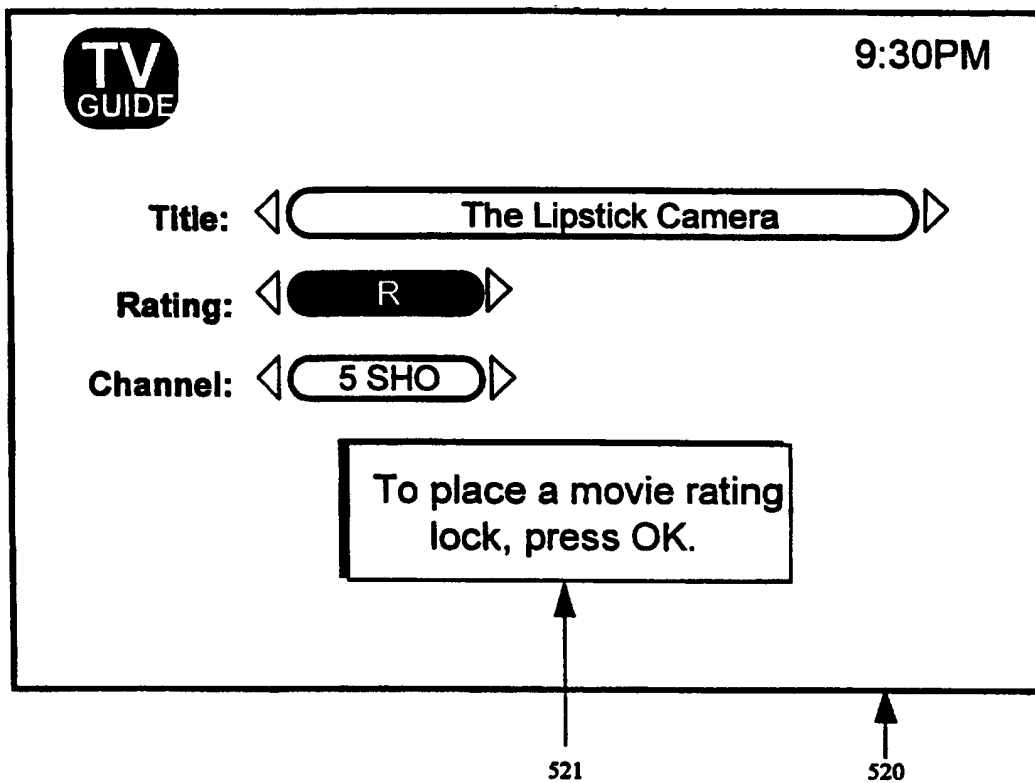 TV
GUIDE
9:30PM
Title: The Lipstick Camera
Rating: R
Channel: 5 SHO
To place a movie rating
lock, press OK.
521
520